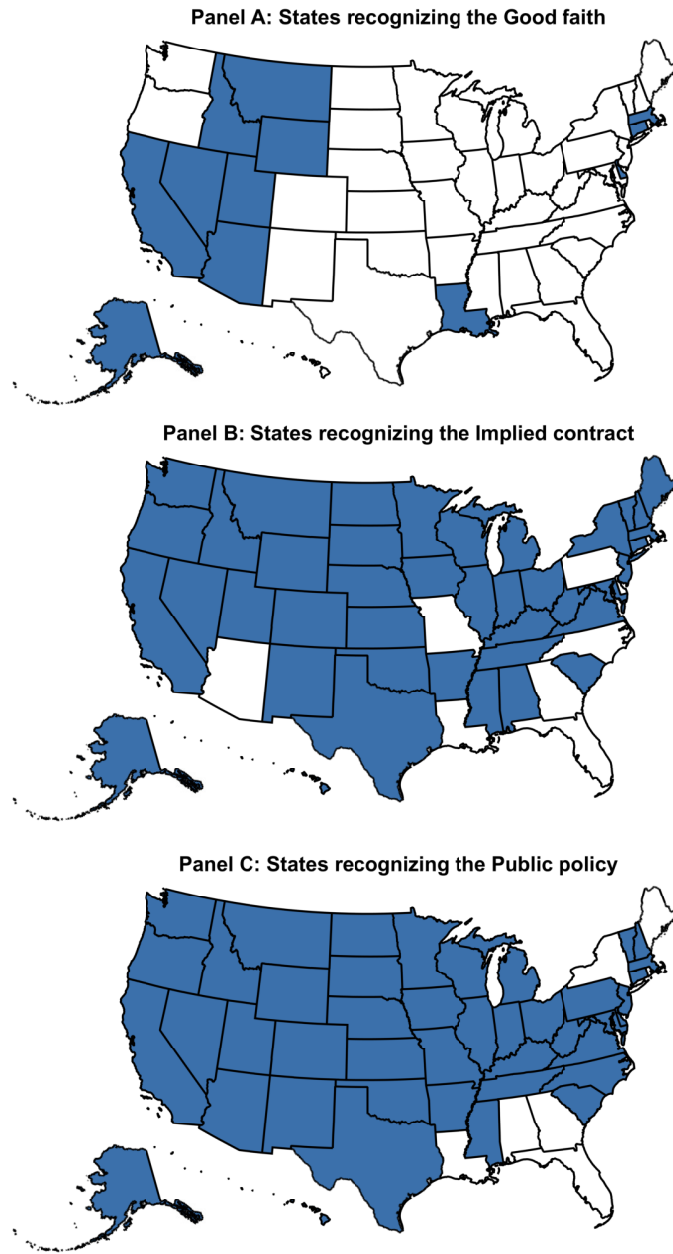 Panel A: States recognizing the Good faith
Panel B: States recognizing the Implied contract
Panel C: States recognizing the Public policy